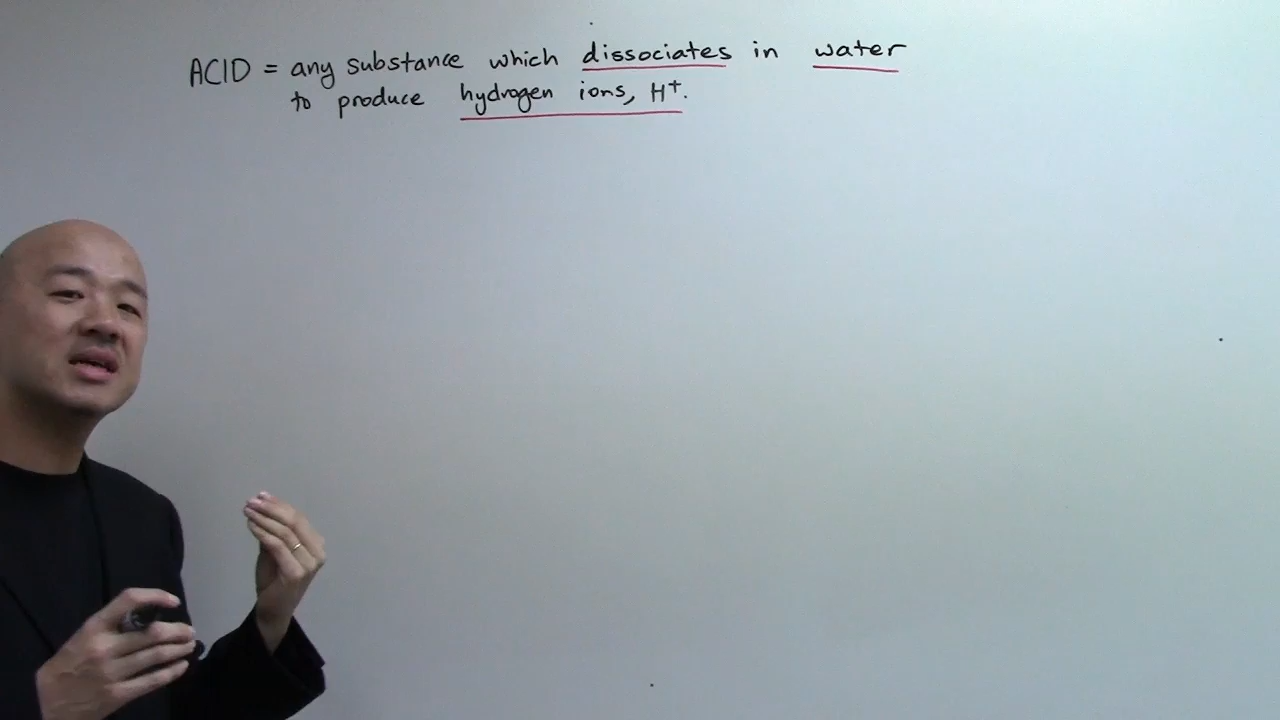 ACID = any substance which dissociates in water
to produce hydrogen ions, H⁺.